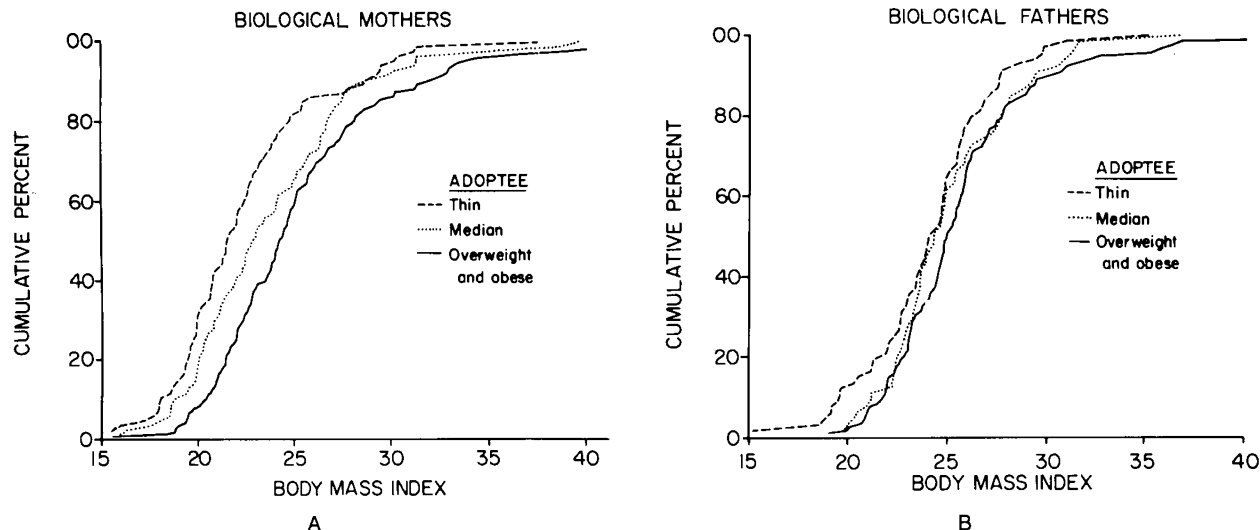 BIOLOGICAL MOTHERS
00
80
60
40
20
0
CUMULATIVE PERCENT
15 20 25 30 35 40
BODY MASS INDEX
ADOPTEE
Thin
Median
Overweight
and obese
A
BIOLOGICAL FATHERS
00
80
60
40
20
0
CUMULATIVE PERCENT
15 20 25 30 35 40
BODY MASS INDEX
ADOPTEE
Thin
Median
Overweight
and obese
B